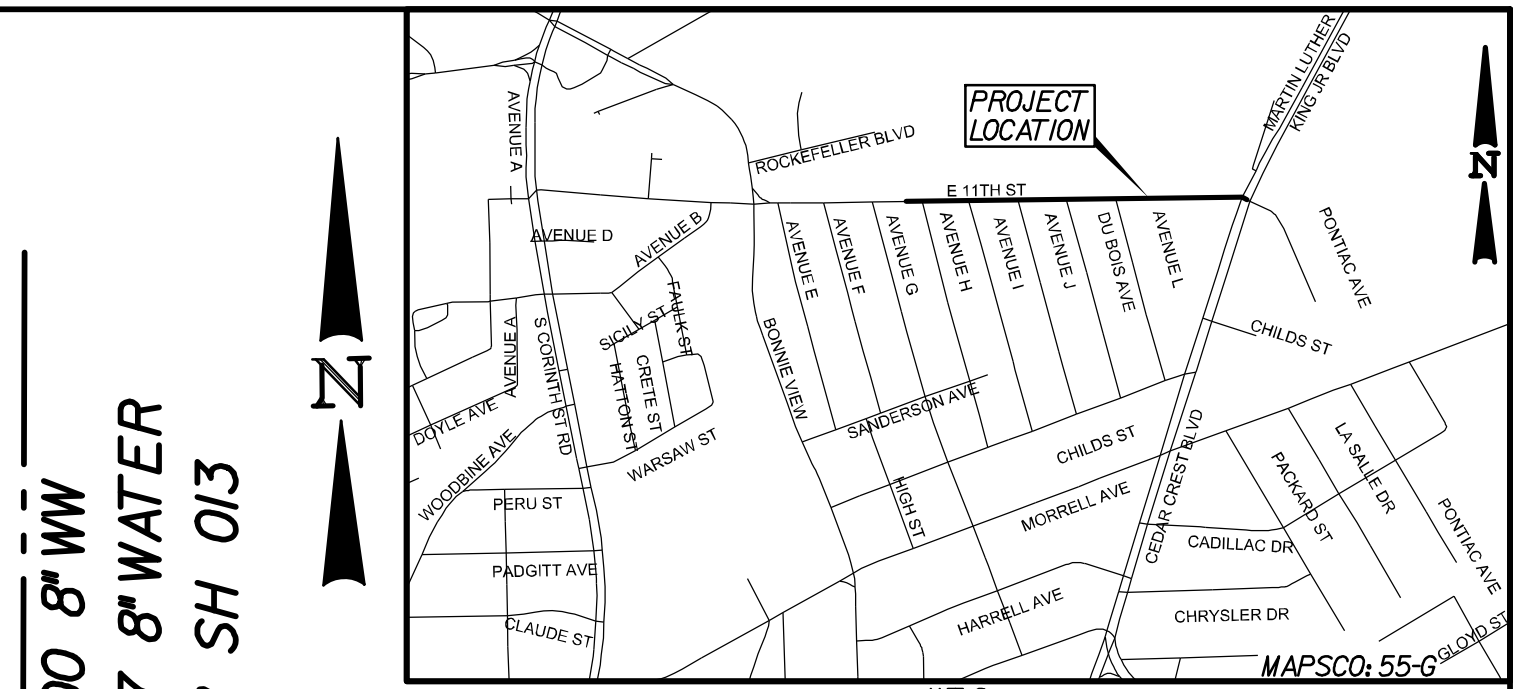 00 8" WW
7 8" WATER
SH 013
N
AVENUE A
ROCKEFELLER BLVD
PROJECT
LOCATION
MARTIN LUTHER
KING JR BLVD
N
E 11TH ST
AVENUE D
AVENUE B
AVENUE E
AVENUE F
AVENUE G
AVENUE H
AVENUE I
AVENUE J
DU BOIS AVE
AVENUE L
PONTIAC AVE
FAULK ST
SICILY ST
AVENUE A
S CORINTH ST RD
HATTON ST
CRETE ST
BONNIE VIEW
CHILDS ST
DOYLE AVE
WOODBINE AVE
WARSAW ST
SANDERSON AVE
CHILDS ST
HIGH ST
MORRELL AVE
CEDAR CREST BLVD
PACKARD ST
LA SALLE DR
PONTIAC AVE
PERU ST
PADGITT AVE
CLAUDE ST
CADILLAC DR
HARRELL AVE
CHRYSLER DR
GLOYD ST
MAPSCO: 55-G